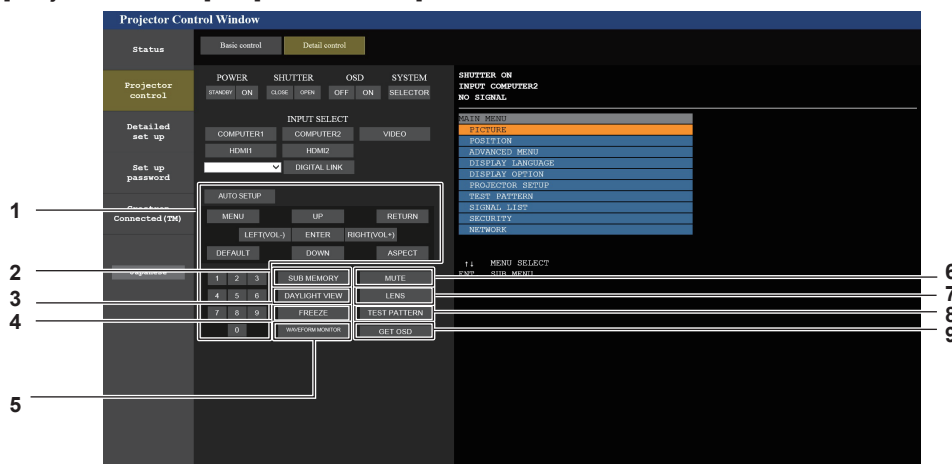 Projector Control Window
Status
Basic control
Detail control
Projector
control
Detailed
set up
Set up
password
Connected(TM)
POWER SHUTTER OSD SYSTEM
STANDBY ON CLOSE OPEN OFF ON SELECTOR
INPUT SELECT
COMPUTER1 COMPUTER2 VIDEO
HDMI1 HDMI2
DIGITAL LINK
AUTO SETUP
MENU UP RETURN
LEFT(VOL-) ENTER RIGHT(VOL+)
DEFAULT DOWN ASPECT
1 2 3 SUB MEMORY MUTE
4 5 6 DAYLIGHT VIEW LENS
7 8 9 FREEZE TEST PATTERN
0 WAVEFORM MONITOR GET OSD
SHUTTER ON
INPUT COMPUTER2
NO SIGNAL
MAIN MENU
PICTURE
POSITION
ADVANCED MENU
DISPLAY LANGUAGE
DISPLAY OPTION
PROJECTOR SETUP
TEST PATTERN
SIGNAL LIST
SECURITY
NETWORK
↑↓ MENU SELECT
ENT SUB MENU
1
2
3
4
5
6
7
8
9